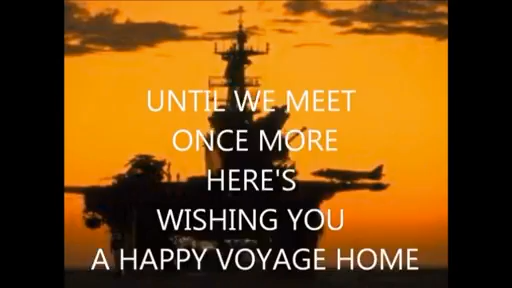 UNTIL WE MEET
ONCE MORE
HERE'S
WISHING YOU
A HAPPY VOYAGE HOME